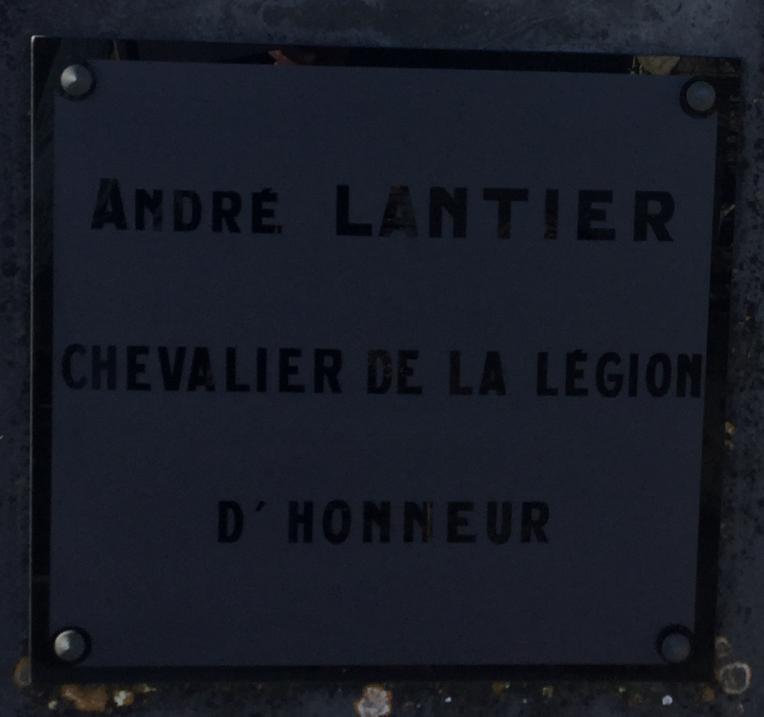 ANDRÉ LANTIER
CHEVALIER DE LA LÉGION
D'HONNEUR